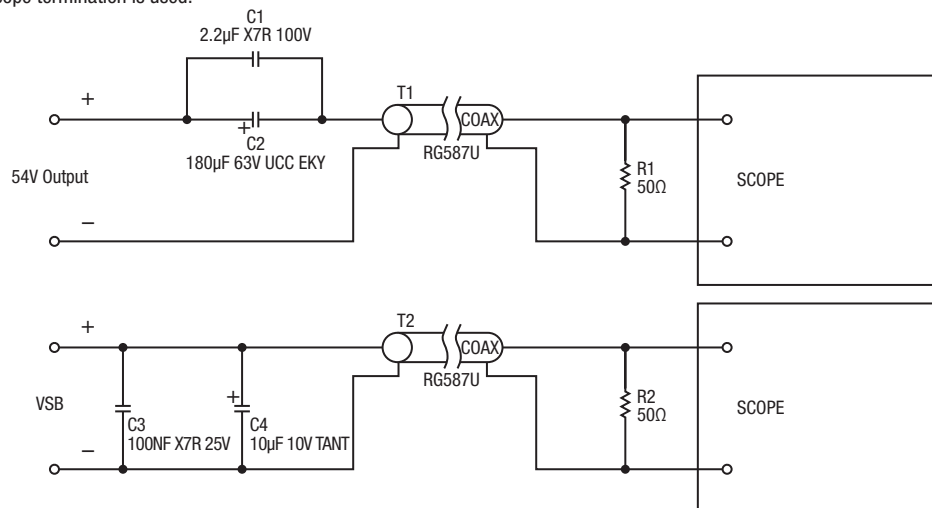 ope termination is used.
C1
2.2µF X7R 100V
+
T1
COAX
+
C2
180µF 63V UCC EKY
RG587U
R1
50Ω
SCOPE
54V Output
–
+
T2
COAX
RG587U
VSB
C3
100NF X7R 25V
+
C4
10µF 10V TANT
R2
50Ω
SCOPE
–